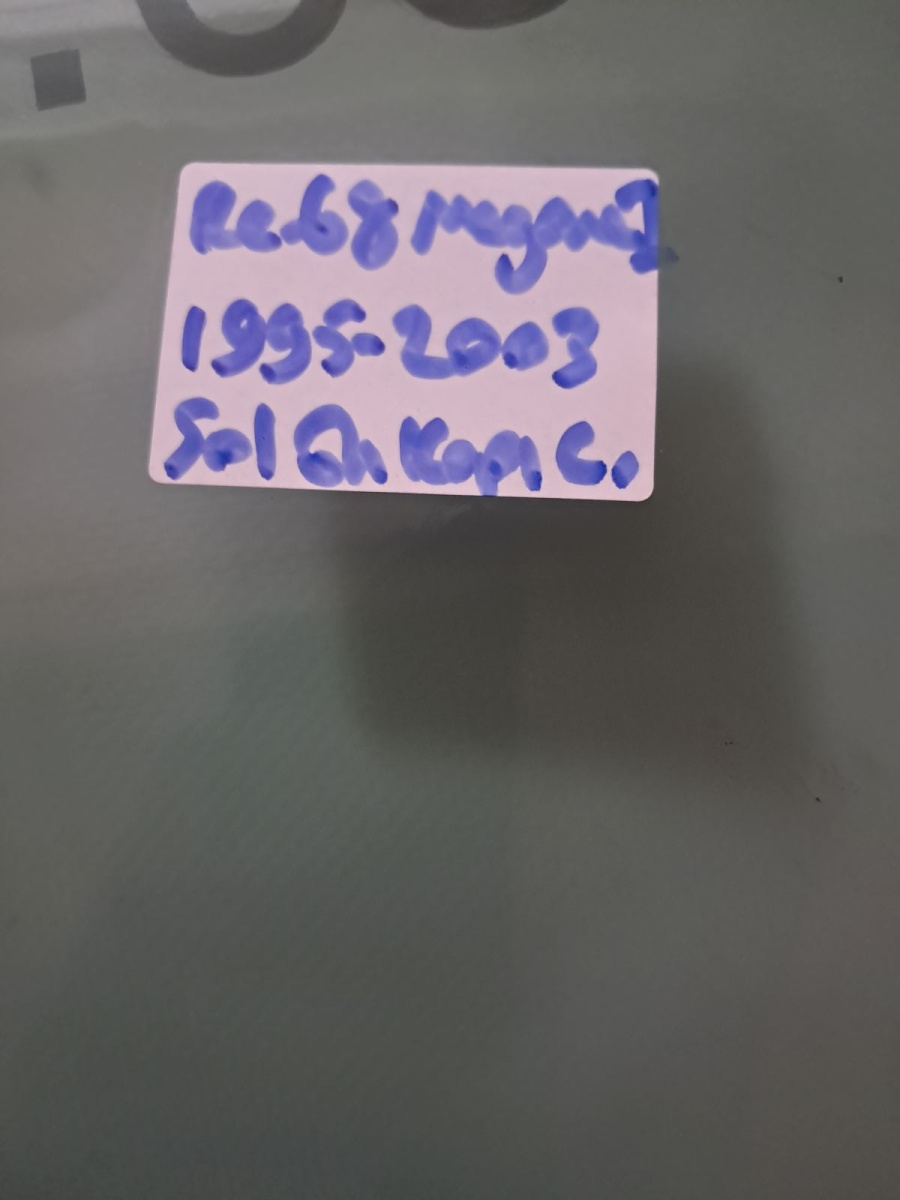 Re.68 Megane I
1995-2003
Sol Ön Kapı C.